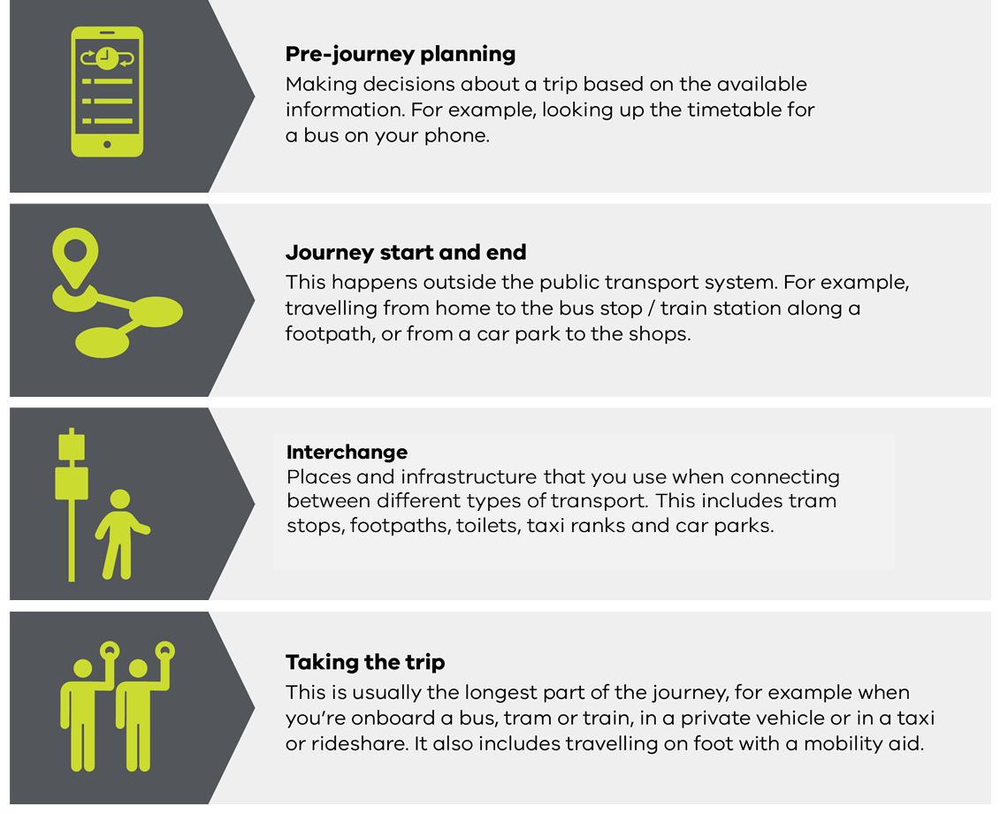 Pre-journey planning
Making decisions about a trip based on the available
information. For example, looking up the timetable for
a bus on your phone.
Journey start and end
This happens outside the public transport system. For example,
travelling from home to the bus stop / train station along a
footpath, or from a car park to the shops.
Interchange
Places and infrastructure that you use when connecting
between different types of transport. This includes tram
stops, footpaths, toilets, taxi ranks and car parks.
Taking the trip
This is usually the longest part of the journey, for example when
you’re onboard a bus, tram or train, in a private vehicle or in a taxi
or rideshare. It also includes travelling on foot with a mobility aid.